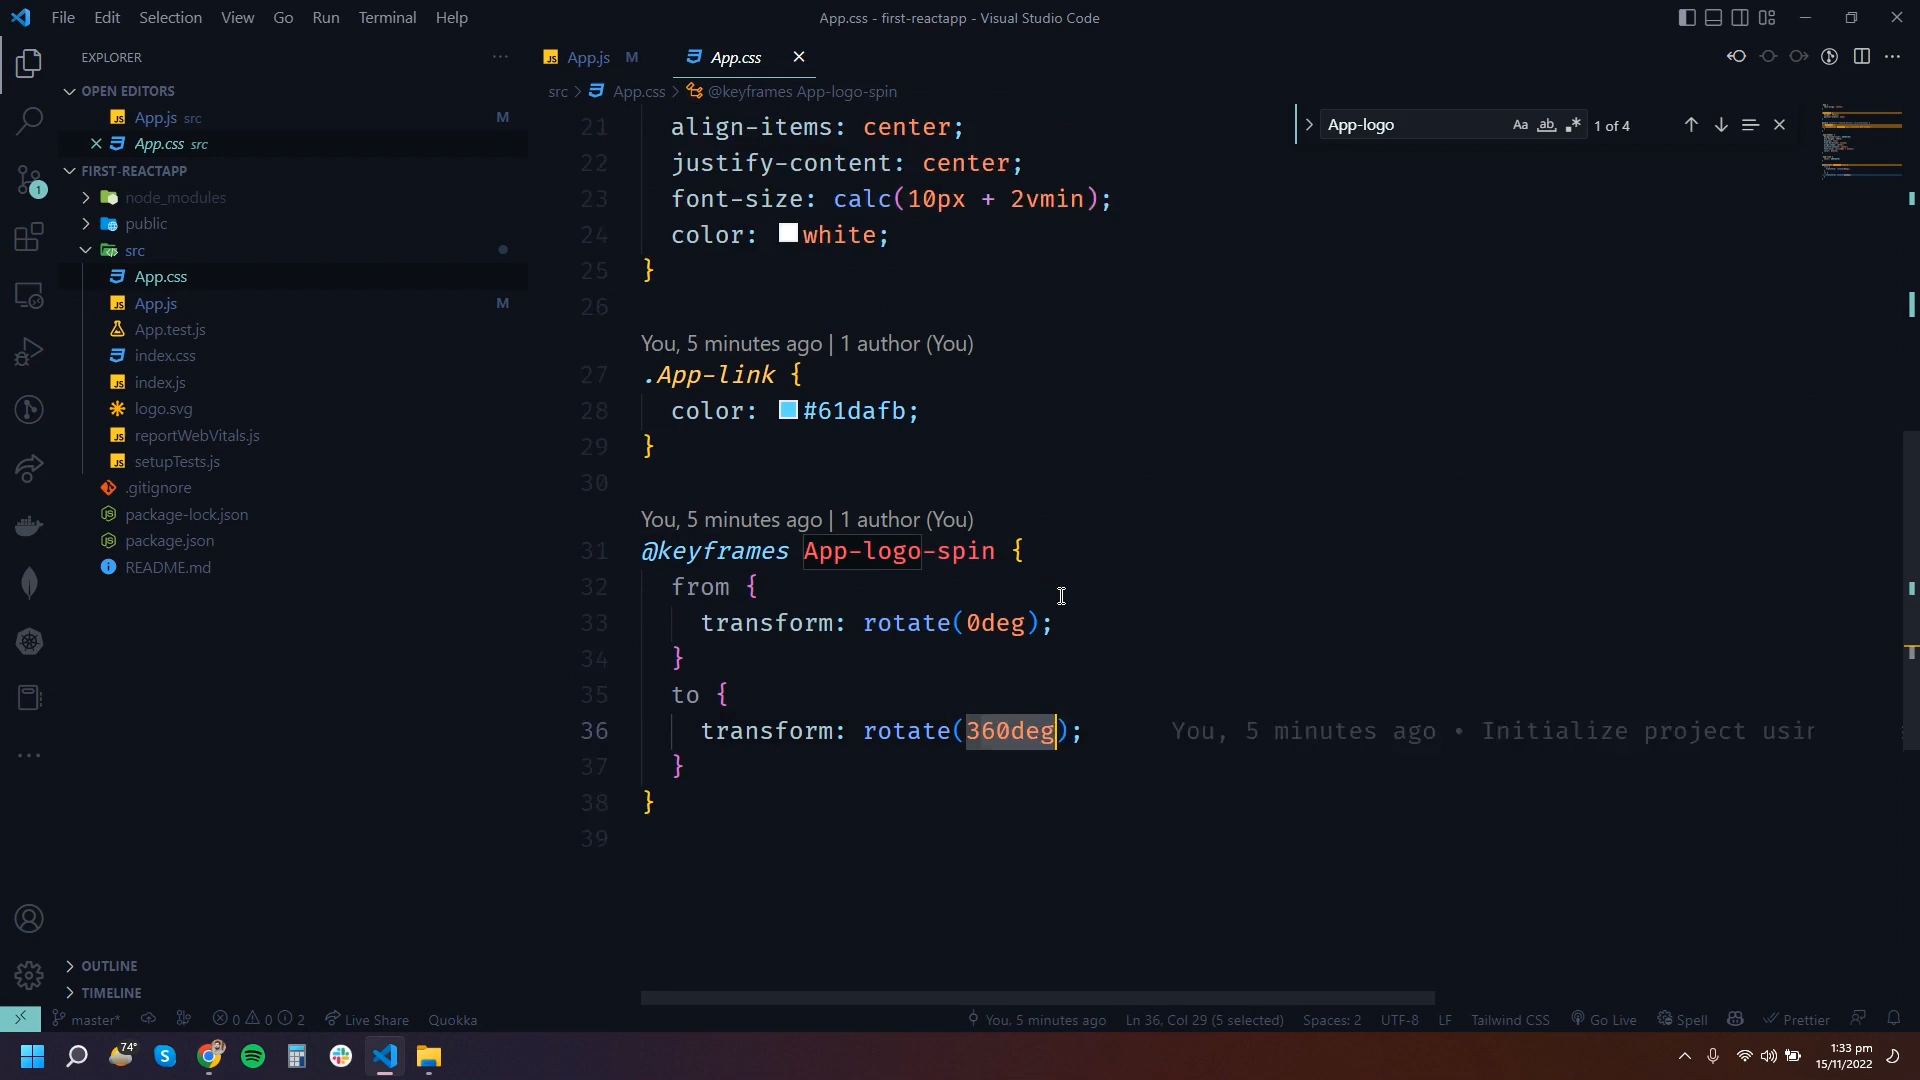 File Edit Selection View Go Run Terminal Help
App.css - first-reactapp - Visual Studio Code
EXPLORER
OPEN EDITORS
JS App.js src M
App.css src
FIRST-REACTAPP
node_modules
public
src
App.css
JS App.js M
App.test.js
index.css
JS index.js
logo.svg
JS reportWebVitals.js
JS setupTests.js
.gitignore
package-lock.json
package.json
README.md
OUTLINE
TIMELINE
1
JS App.js M
App.css
src > App.css > @keyframes App-logo-spin
App-logo Aa ab 1 of 4
21 align-items: center;
22 justify-content: center;
23 font-size: calc(10px + 2vmin);
24 color: white;
25 }
26
You, 5 minutes ago | 1 author (You)
27 .App-link {
28 color: #61dafb;
29 }
30
You, 5 minutes ago | 1 author (You)
31 @keyframes App-logo-spin {
32 from {
33 transform: rotate(0deg);
34 }
35 to {
36 transform: rotate(360deg); You, 5 minutes ago • Initialize project usin
37 }
38 }
39
master* 0 0 2 Live Share Quokka You, 5 minutes ago Ln 36, Col 29 (5 selected) Spaces: 2 UTF-8 LF Tailwind CSS Go Live Spell Prettier
74° 1:33 pm
15/11/2022